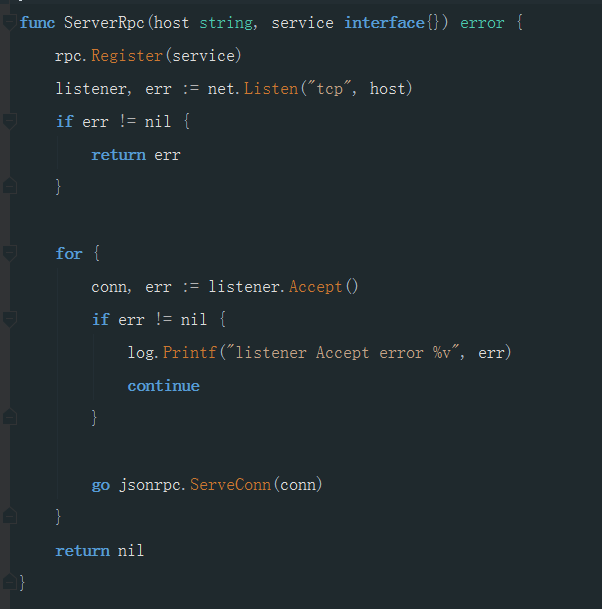 func ServerRpc(host string, service interface{}) error {
    rpc.Register(service)
    listener, err := net.Listen("tcp", host)
    if err != nil {
        return err
    }
    for {
        conn, err := listener.Accept()
        if err != nil {
            log.Printf("listener Accept error %v", err)
            continue
        }
        go jsonrpc.ServeConn(conn)
    }
    return nil
}